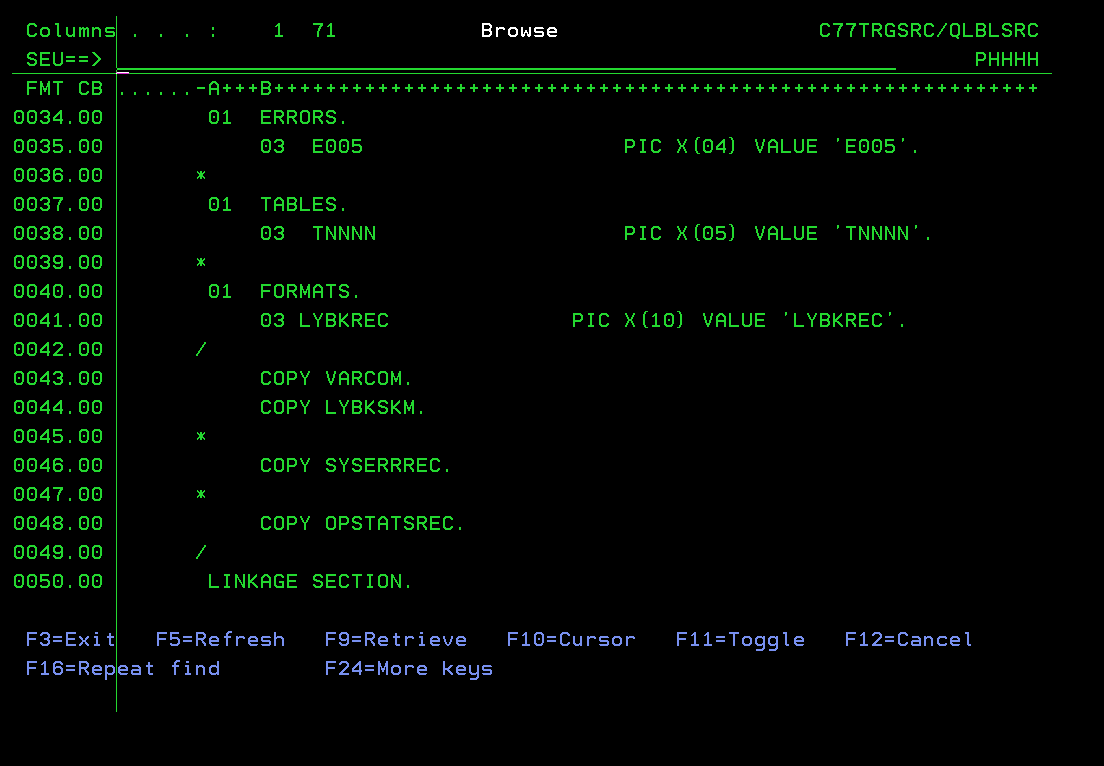 Columns . . . :    1  71           Browse                    C77TRGSRC/QLBLSRC
SEU==>                                                                   PHHHHH
FMT CB ......-A+++B++++++++++++++++++++++++++++++++++++++++++++++++++++++++++++
0034.00        01  ERRORS.
0035.00            03  E005                    PIC X(04) VALUE 'E005'.
0036.00       *
0037.00        01  TABLES.
0038.00            03  TNNNN                   PIC X(05) VALUE 'TNNNN'.
0039.00       *
0040.00        01  FORMATS.
0041.00            03 LYBKREC              PIC X(10) VALUE 'LYBKREC'.
0042.00       /
0043.00            COPY VARCOM.
0044.00            COPY LYBKSKM.
0045.00       *
0046.00            COPY SYSERRREC.
0047.00       *
0048.00            COPY OPSTATSREC.
0049.00       /
0050.00        LINKAGE SECTION.
F3=Exit   F5=Refresh   F9=Retrieve   F10=Cursor   F11=Toggle   F12=Cancel
F16=Repeat find        F24=More keys